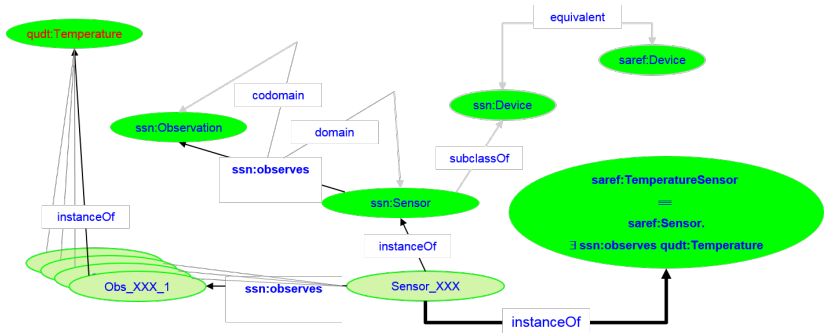 equivalent
qudt:Temperature
saref:Device
codomain
ssn:Device
ssn:Observation
domain
subclassOf
ssn:observes
saref:TemperatureSensor
≡
saref:Sensor.
∃ ssn:observes qudt:Temperature
ssn:Sensor
instanceOf
instanceOf
Obs_XXX_1
ssn:observes
Sensor_XXX
instanceOf